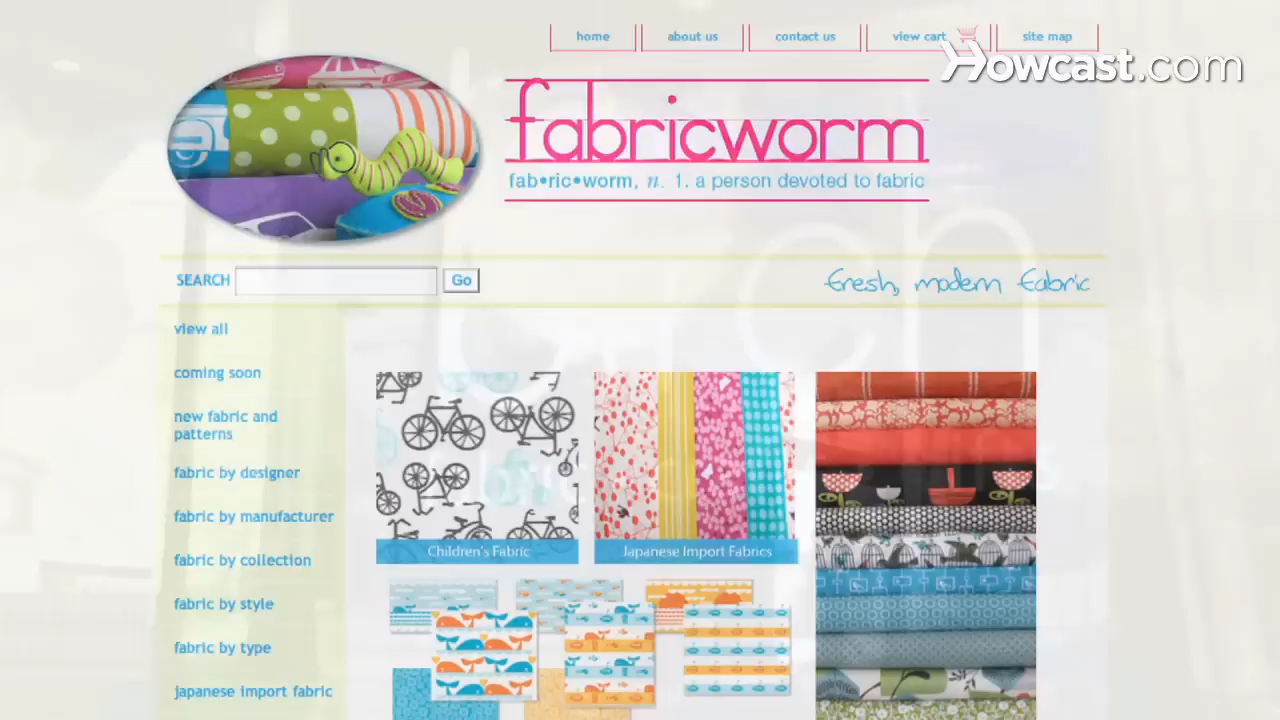 home
about us
contact us
view cart
site map
Howcast.com
fabricworm
fab•ric•worm, n. 1. a person devoted to fabric
SEARCH
Go
fresh, modern fabric
view all
coming soon
new fabric and
patterns
fabric by designer
fabric by manufacturer
fabric by collection
fabric by style
fabric by type
japanese import fabric
Children's Fabric
Japanese Import Fabrics